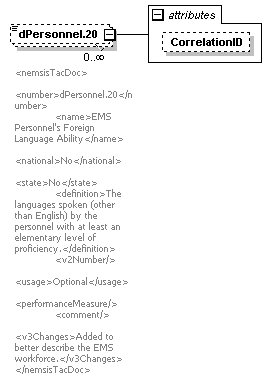 dPersonnel.20
attributes
CorrelationID
0..∞
<nemsisTacDoc>
<number>dPersonnel.20</n
umber>
<name>EMS
Personnel's Foreign
Language Ability</name>
<national>No</national>
<state>No</state>
<definition>The
languages spoken (other
than English) by the
personnel with at least an
elementary level of
proficiency.</definition>
<v2Number/>
<usage>Optional</usage>
<performanceMeasure/>
<comment/>
<v3Changes>Added to
better describe the EMS
workforce.</v3Changes>
</nemsisTacDoc>